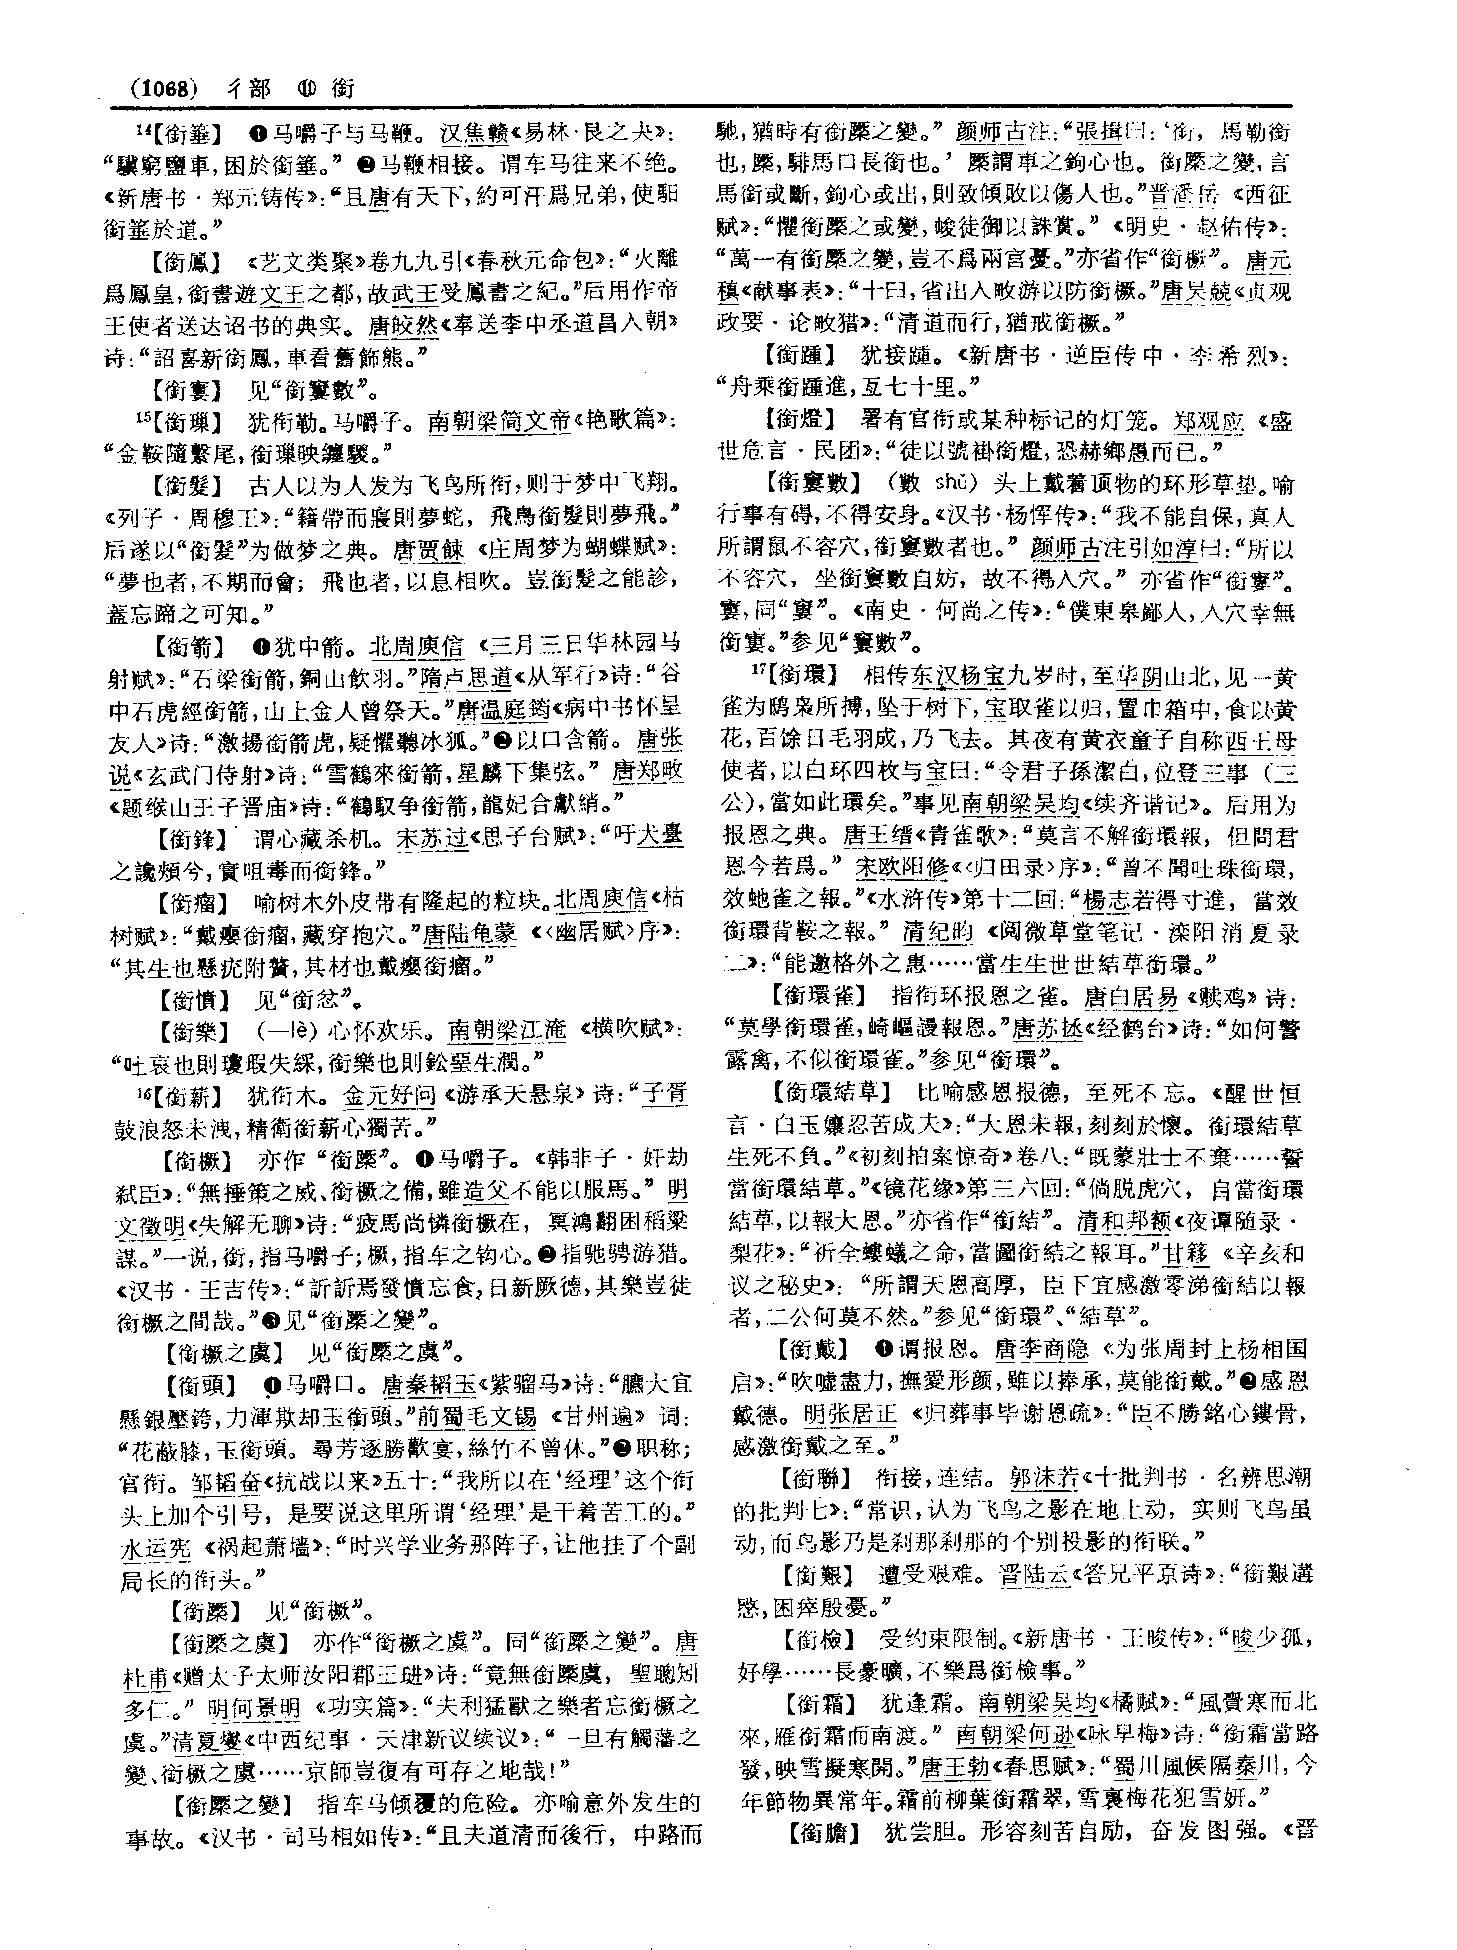 (1068) 彳部 ⑪ 銜
14【銜箠】 ❶马嚼子与马鞭。汉焦赣《易林·艮之夬》：
“驥窮鹽車，困於銜箠。”❷马鞭相接。谓车马往来不绝。
《新唐书·郑元铸传》：“且唐有天下，約可汗爲兄弟，使馹
銜箠於道。”
【銜鳳】 《艺文类聚》卷九九引《春秋元命包》：“火離
爲鳳皇，銜書遊文王之都，故武王受鳳書之紀。”后用作帝
王使者送达诏书的典实。唐皎然《奉送李中丞道昌入朝》
诗：“詔喜新銜鳳，車看舊飾熊。”
【銜寠】 见“銜窶數”。
15【銜璅】 犹衔勒。马嚼子。南朝梁简文帝《艳歌篇》：
“金鞍隨繫尾，銜璅映纏騣。”
【銜髮】 古人以为人发为飞鸟所衔，则于梦中飞翔。
《列子·周穆王》：“籍帶而寢則夢蛇，飛鳥銜髮則夢飛。”
后遂以“銜髮”为做梦之典。唐贾餗《庄周梦为蝴蝶赋》：
“夢也者，不期而會；飛也者，以息相吹。豈銜髮之能診，
蓋忘蹄之可知。”
【銜箭】 ❶犹中箭。北周庾信《三月三日华林园马
射赋》：“石梁銜箭，銅山飲羽。”隋卢思道《从军行》诗：“谷
中石虎經銜箭，山上金人曾祭天。”唐温庭筠《病中书怀呈
友人》诗：“激揚銜箭虎，疑懼聽冰狐。”❷以口含箭。唐张
说《玄武门侍射》诗：“雪鶴來銜箭，星麟下集弦。”唐郑畋
《题缑山王子晋庙》诗：“鶴馭争銜箭，龍妃合獻綃。”
【銜鋒】 谓心藏杀机。宋苏过《思子台赋》：“吁犬臺
之讒頰兮，實咀毒而銜鋒。”
【銜瘤】 喻树木外皮带有隆起的粒块。北周庾信《枯
树赋》：“戴癭銜瘤，藏穿抱穴。”唐陆龟蒙《〈幽居赋〉序》：
“其生也懸疣附贅，其材也戴癭銜瘤。”
【銜憤】 见“銜忿”。
【銜樂】 (—lè) 心怀欢乐。南朝梁江淹《横吹赋》：
“吐哀也則瓊瑕失綵，銜樂也則鈆堊生潤。”
16【銜薪】 犹衔木。金元好问《游承天悬泉》诗：“子胥
鼓浪怒未洩，精衛銜薪心獨苦。”
【銜橛】 亦作“銜橜”。❶马嚼子。《韩非子·奸劫
弑臣》：“無捶策之威、銜橛之備，雖造父不能以服馬。”明
文徵明《失解无聊》诗：“疲馬尚憐銜橛在，冥鴻翻困稻粱
謀。”一说，銜，指马嚼子；橛，指车之钩心。❷指驰骋游猎。
《汉书·王吉传》：“訢訢焉發憤忘食，日新厥德，其樂豈徒
銜橛之間哉。”❸见“銜橜之變”。
【銜橛之虞】 见“銜橜之虞”。
【銜頭】 ❶马嚼口。唐秦韬玉《紫骝马》诗：“臕大宜
懸銀壓銙，力渾欺却玉銜頭。”前蜀毛文锡《甘州遍》词：
“花蔽膝，玉銜頭。尋芳逐勝歡宴，絲竹不曾休。”❷职称；
官衔。邹韬奋《抗战以来》五十：“我所以在‘经理’这个衔
头上加个引号，是要说这里所谓‘经理’是干着苦工的。”
水运宪《祸起萧墙》：“时兴学业务那阵子，让他挂了个副
局长的衔头。”
【銜橜】 见“銜橛”。
【銜橜之虞】 亦作“銜橛之虞”。同“銜橜之變”。唐
杜甫《赠太子太师汝阳郡王琎》诗：“竟無銜橜虞，聖聰矧
多仁。”明何景明《功实篇》：“夫利猛獸之樂者忘銜橛之
虞。”清夏燮《中西纪事·天津新议续议》：“一旦有觸藩之
變、銜橛之虞……京師豈復有可存之地哉！”
【銜橜之變】 指车马倾覆的危险。亦喻意外发生的
事故。《汉书·司马相如传》：“且夫道清而後行，中路而
馳，猶時有銜橜之變。”颜师古注：“張揖曰：‘銜，馬勒銜
也，橜，騑馬口長銜也。’橜謂車之鉤心也。銜橜之變，言
馬銜或斷，鉤心或出，則致傾敗以傷人也。”晋潘岳《西征
赋》：“懼銜橜之或變，峻徒御以誅賞。”《明史·赵佑传》：
“萬一有銜橜之變，豈不爲兩宫憂。”亦省作“銜橛”。唐元
稹《献事表》：“十曰，省出入畋游以防銜橛。”唐吴兢《贞观
政要·论畋猎》：“清道而行，猶戒銜橛。”
【銜踵】 犹接踵。《新唐书·逆臣传中·李希烈》：
“舟乘銜踵進，亙七十里。”
【銜燈】 署有官衔或某种标记的灯笼。郑观应《盛
世危言·民团》：“徒以號褂銜燈，恐赫鄉愚而已。”
【銜窶數】 (數 shǔ) 头上戴着顶物的环形草垫。喻
行事有碍，不得安身。《汉书·杨恽传》：“我不能自保，真人
所謂鼠不容穴，銜窶數者也。”颜师古注引如淳曰：“所以
不容穴，坐銜窶數自妨，故不得入穴。”亦省作“銜寠”。
寠，同“窶”。《南史·何尚之传》：“僕東皋鄙人，入穴幸無
銜寠。”参见“窶數”。
17【銜環】 相传东汉杨宝九岁时，至华阴山北，见一黄
雀为鸱枭所搏，坠于树下，宝取雀以归，置巾箱中，食以黄
花，百馀日毛羽成，乃飞去。其夜有黄衣童子自称西王母
使者，以白环四枚与宝曰：“令君子孫潔白，位登三事（三
公），當如此環矣。”事见南朝梁吴均《续齐谐记》。后用为
报恩之典。唐王缙《青雀歌》：“莫言不解銜環報，但問君
恩今若爲。”宋欧阳修《〈归田录〉序》：“曾不聞吐珠銜環，
效虵雀之報。”《水浒传》第十二回：“楊志若得寸進，當效
銜環背鞍之報。”清纪昀《阅微草堂笔记·滦阳消夏录
二》：“能邀格外之惠……當生生世世結草銜環。”
【銜環雀】 指衔环报恩之雀。唐白居易《赎鸡》诗：
“莫學銜環雀，崎嶇謾報恩。”唐苏拯《经鹤台》诗：“如何警
露禽，不似銜環雀。”参见“銜環”。
【銜環結草】 比喻感恩报德，至死不忘。《醒世恒
言·白玉孃忍苦成夫》：“大恩未報，刻刻於懷。銜環結草
生死不負。”《初刻拍案惊奇》卷八：“既蒙壯士不棄……誓
當銜環結草。”《镜花缘》第三六回：“倘脱虎穴，自當銜環
結草，以報大恩。”亦省作“銜結”。清和邦额《夜谭随录·
梨花》：“祈全螻蟻之命，當圖銜結之報耳。”甘簃《辛亥和
议之秘史》：“所謂天恩高厚，臣下宜感激零涕銜結以報
者，二公何莫不然。”参见“銜環”、“結草”。
【銜戴】 ❶谓报恩。唐李商隐《为张周封上杨相国
启》：“吹嘘盡力，撫愛形顔，雖以捧承，莫能銜戴。”❷感恩
戴德。明张居正《归葬事毕谢恩疏》：“臣不勝銘心鏤骨，
感激銜戴之至。”
【銜聯】 衔接，连结。郭沫若《十批判书·名辨思潮
的批判七》：“常识，认为飞鸟之影在地上动，实则飞鸟虽
动，而鸟影乃是刹那刹那的个别投影的衔联。”
【銜艱】 遭受艰难。晋陆云《答兄平原诗》：“銜艱遘
愍，困瘁殷憂。”
【銜檢】 受约束限制。《新唐书·王晙传》：“晙少孤，
好學……長豪曠，不樂爲銜檢事。”
【銜霜】 犹逢霜。南朝梁吴均《橘赋》：“風賷寒而北
來，雁銜霜而南渡。”南朝梁何逊《咏早梅》诗：“銜霜當路
發，映雪擬寒開。”唐王勃《春思赋》：“蜀川風候隔秦川，今
年節物異常年。霜前柳葉銜霜翠，雪裏梅花犯雪妍。”
【銜膽】 犹尝胆。形容刻苦自励，奋发图强。《晋